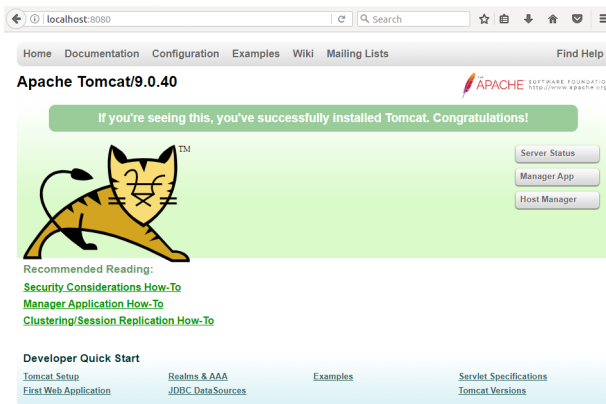 localhost:8080
Search
Home Documentation Configuration Examples Wiki Mailing Lists Find Help
Apache Tomcat/9.0.40
THE
APACHE SOFTWARE FOUNDATIO
http://www.apache.org
If you're seeing this, you've successfully installed Tomcat. Congratulations!
TM
Server Status
Manager App
Host Manager
Recommended Reading:
Security Considerations How-To
Manager Application How-To
Clustering/Session Replication How-To
Developer Quick Start
Tomcat Setup Realms & AAA Examples Servlet Specifications
First Web Application JDBC DataSources Tomcat Versions